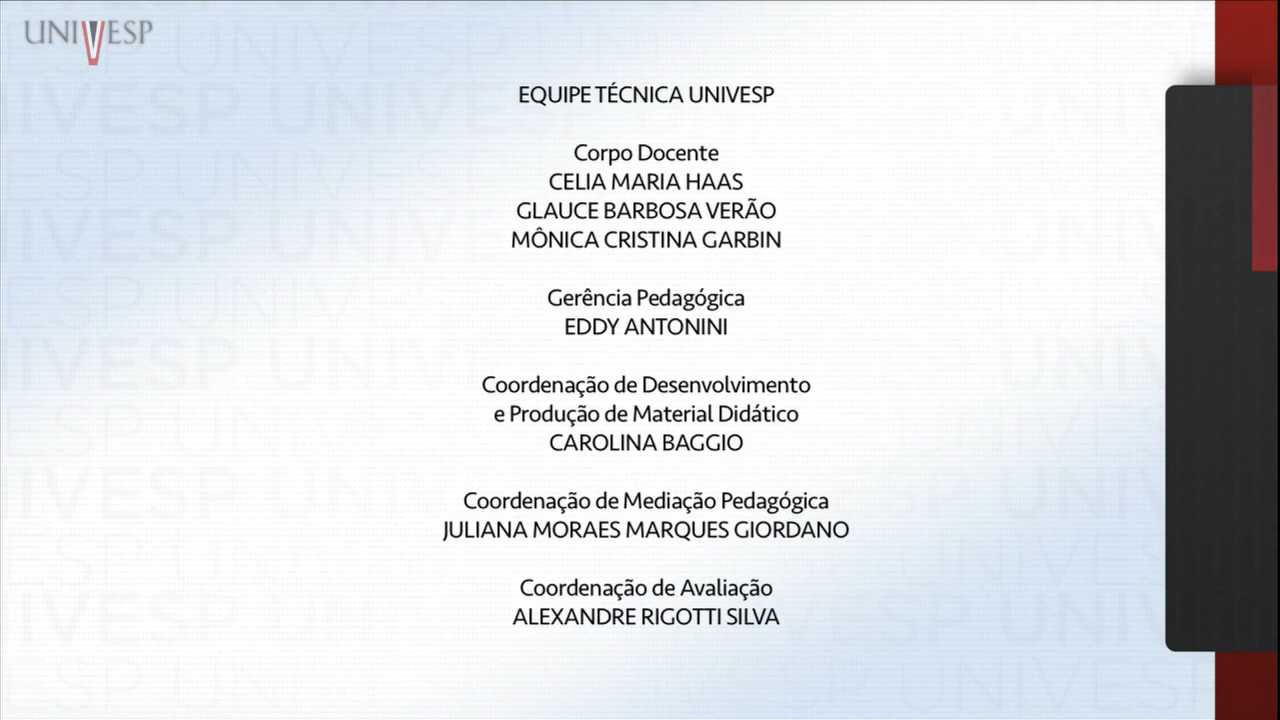 UNIVESP
EQUIPE TÉCNICA UNIVESP
Corpo Docente
CELIA MARIA HAAS
GLAUCE BARBOSA VERÃO
MÔNICA CRISTINA GARBIN
Gerência Pedagógica
EDDY ANTONINI
Coordenação de Desenvolvimento
e Produção de Material Didático
CAROLINA BAGGIO
Coordenação de Mediação Pedagógica
JULIANA MORAES MARQUES GIORDANO
Coordenação de Avaliação
ALEXANDRE RIGOTTI SILVA